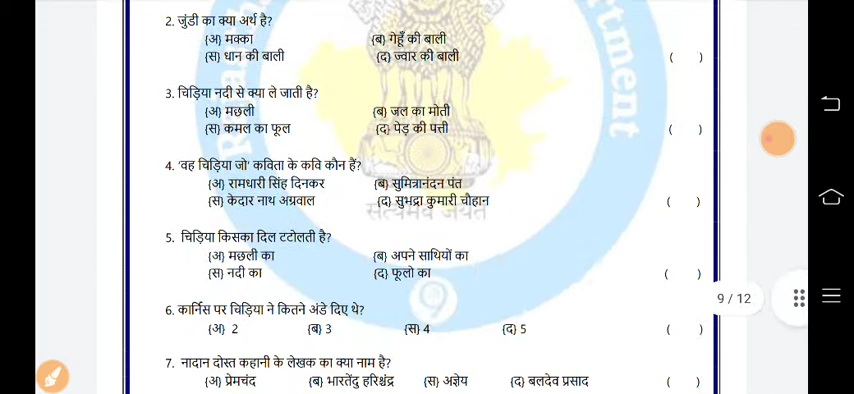 2. जुंडी का क्या अर्थ है?
{अ} मक्का {ब} गेहूँ की बाली
{स} धान की बाली {द} ज्वार की बाली ( )
3. चिड़िया नदी से क्या ले जाती है?
{अ} मछली {ब} जल का मोती
{स} कमल का फूल {द} पेड़ की पत्ती ( )
4. 'वह चिड़िया जो' कविता के कवि कौन हैं?
{अ} रामधारी सिंह दिनकर {ब} सुमित्रानंदन पंत
{स} केदार नाथ अग्रवाल {द} सुभद्रा कुमारी चौहान ( )
सत्यमेव जयते
5. चिड़िया किसका दिल टटोलती है?
{अ} मछली का {ब} अपने साथियों का
{स} नदी का {द} फूलो का ( )
9 / 12
6. कार्निस पर चिड़िया ने कितने अंडे दिए थे?
{अ} 2 {ब} 3 {स} 4 {द} 5 ( )
7. नादान दोस्त कहानी के लेखक का क्या नाम है?
{अ} प्रेमचंद {ब} भारतेंदु हरिश्चंद्र {स} अज्ञेय {द} बलदेव प्रसाद ( )